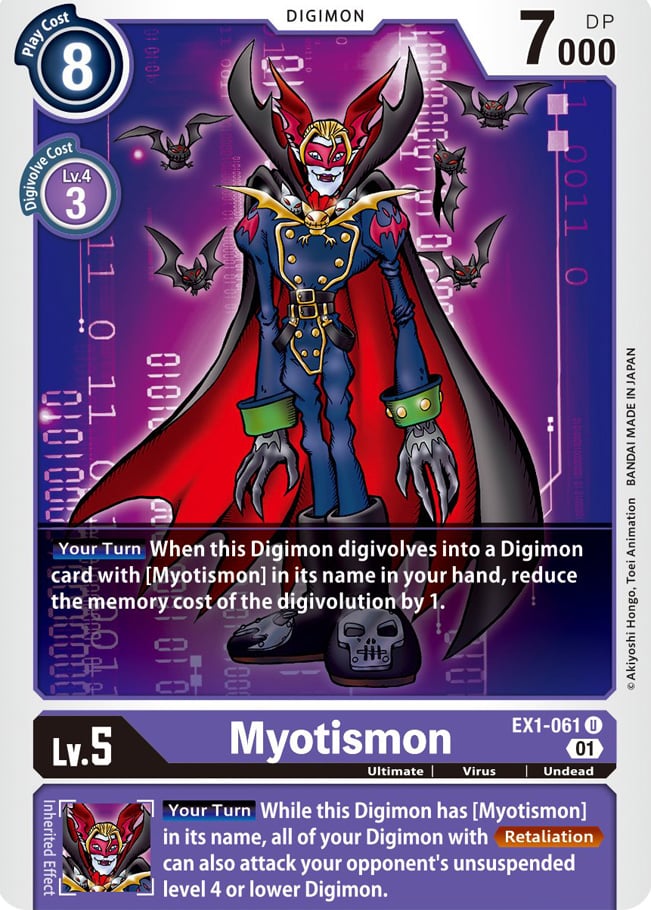 DIGIMON
Play Cost
8
7000
DP
Digivolve Cost
Lv.4
3
Your Turn When this Digimon digivolves into a Digimon
card with [Myotismon] in its name in your hand, reduce
the memory cost of the digivolution by 1.
© Akiyoshi Hongo, Toei Animation BANDAI MADE IN JAPAN
Lv.5
Myotismon
EX1-061 U
01
Ultimate | Virus | Undead
Inherited Effect
Your Turn While this Digimon has [Myotismon]
in its name, all of your Digimon with Retaliation
can also attack your opponent's unsuspended
level 4 or lower Digimon.